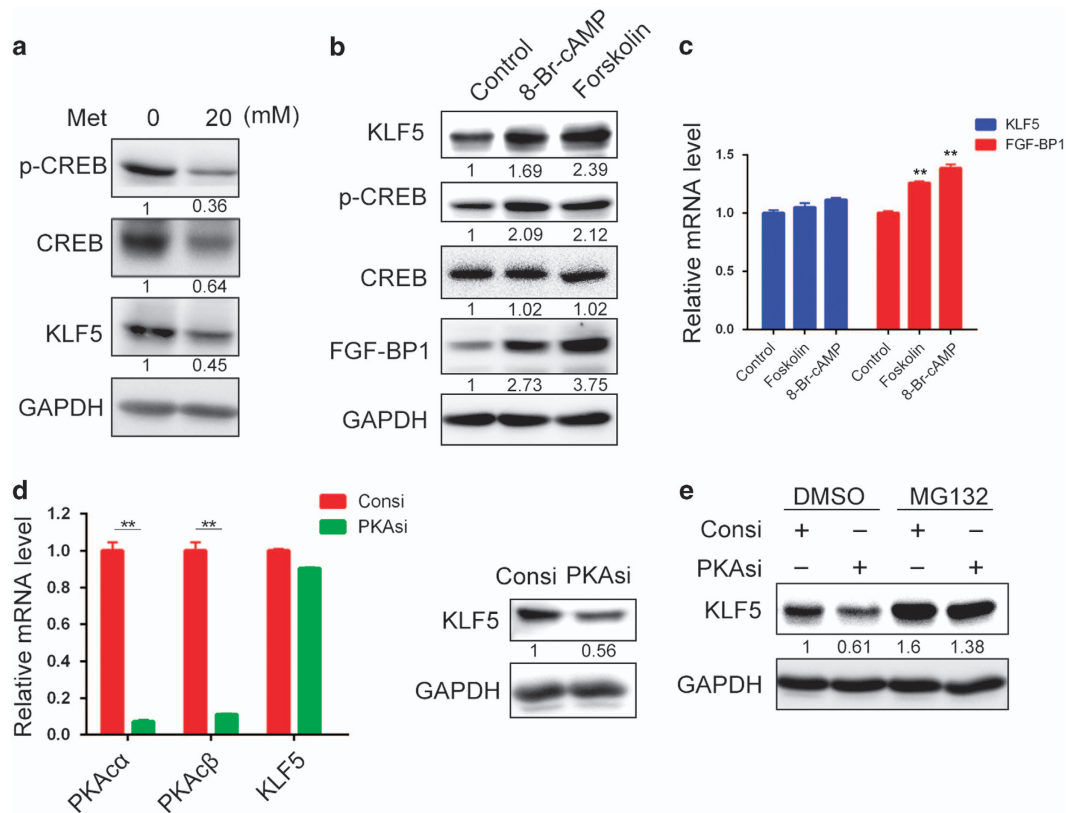 a
Met 0 20 (mM)
p-CREB
1 0.36
CREB
1 0.64
KLF5
1 0.45
GAPDH
b
Control 8-Br-cAMP Forskolin
KLF5
1 1.69 2.39
p-CREB
1 2.09 2.12
CREB
1 1.02 1.02
FGF-BP1
1 2.73 3.75
GAPDH
c
KLF5
FGF-BP1
Relative mRNA level
1.5
1.0
0.5
0.0
** **
Control Foskolin 8-Br-cAMP Control Foskolin 8-Br-cAMP
d
Consi
PKAsi
Relative mRNA level
1.2
1.0
0.8
0.6
0.4
0.2
0.0
** **
PKAcα PKAcβ KLF5
Consi PKAsi
KLF5
1 0.56
GAPDH
e
DMSO MG132
Consi + – + –
PKAsi – + – +
KLF5
1 0.61 1.6 1.38
GAPDH